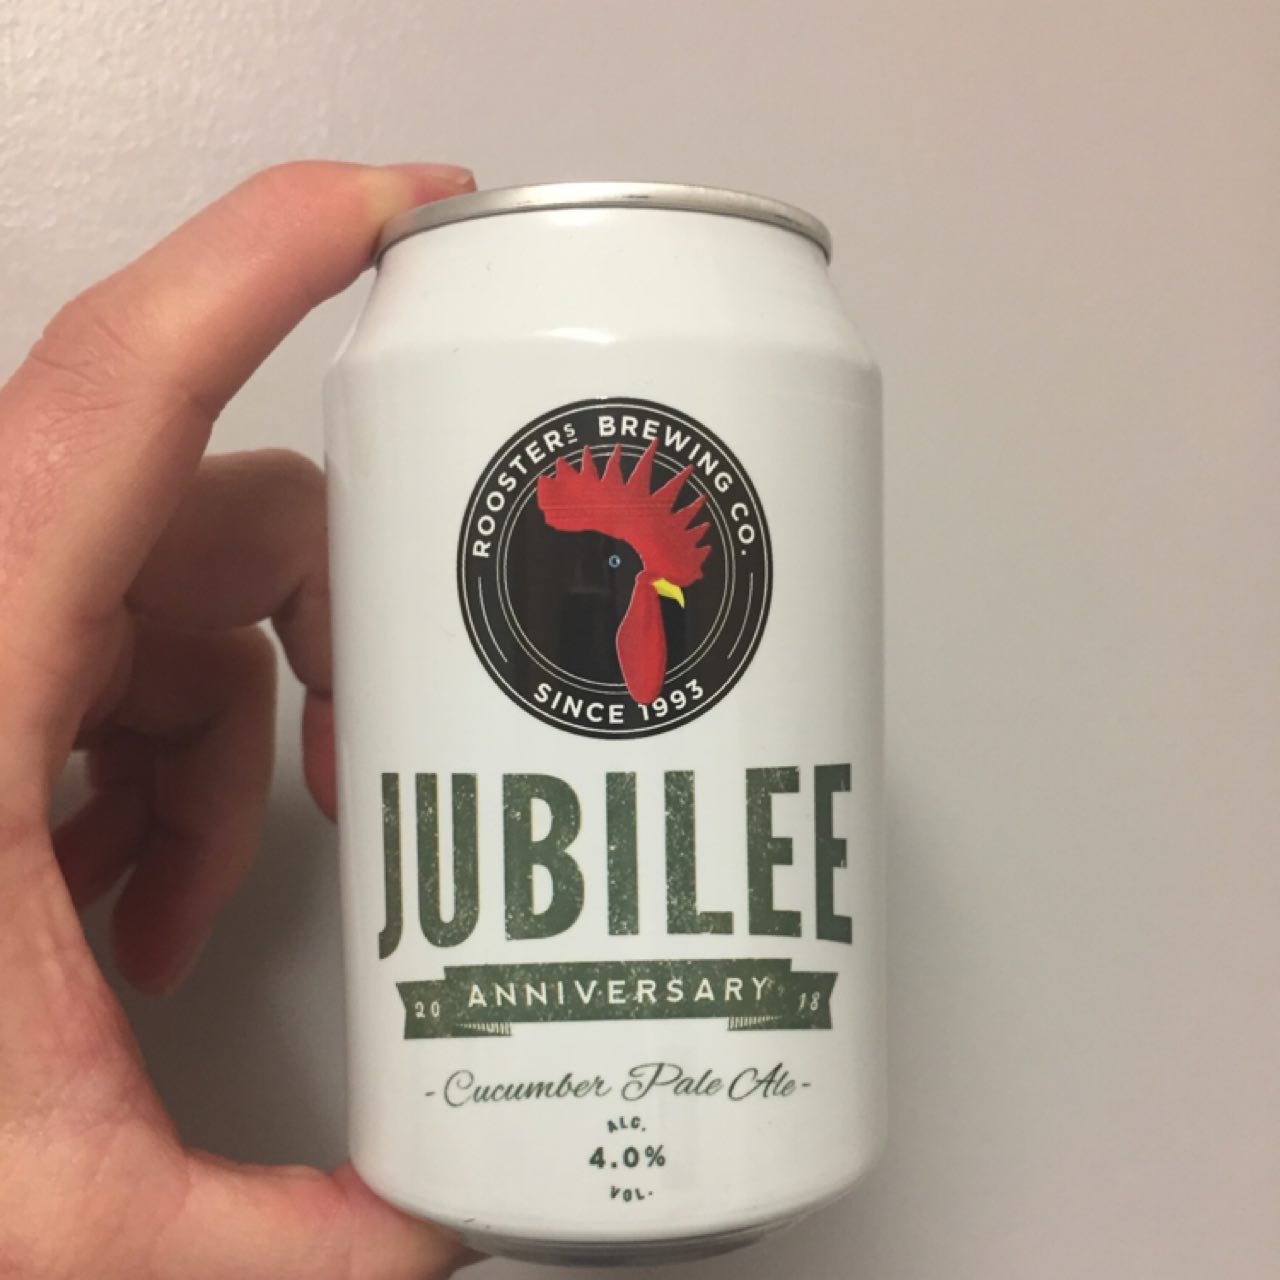 ROOSTERS BREWING CO.
SINCE 1993
JUBILEE
20 ANNIVERSARY 18
- Cucumber Pale Ale -
ALC.
4.0%
VOL.